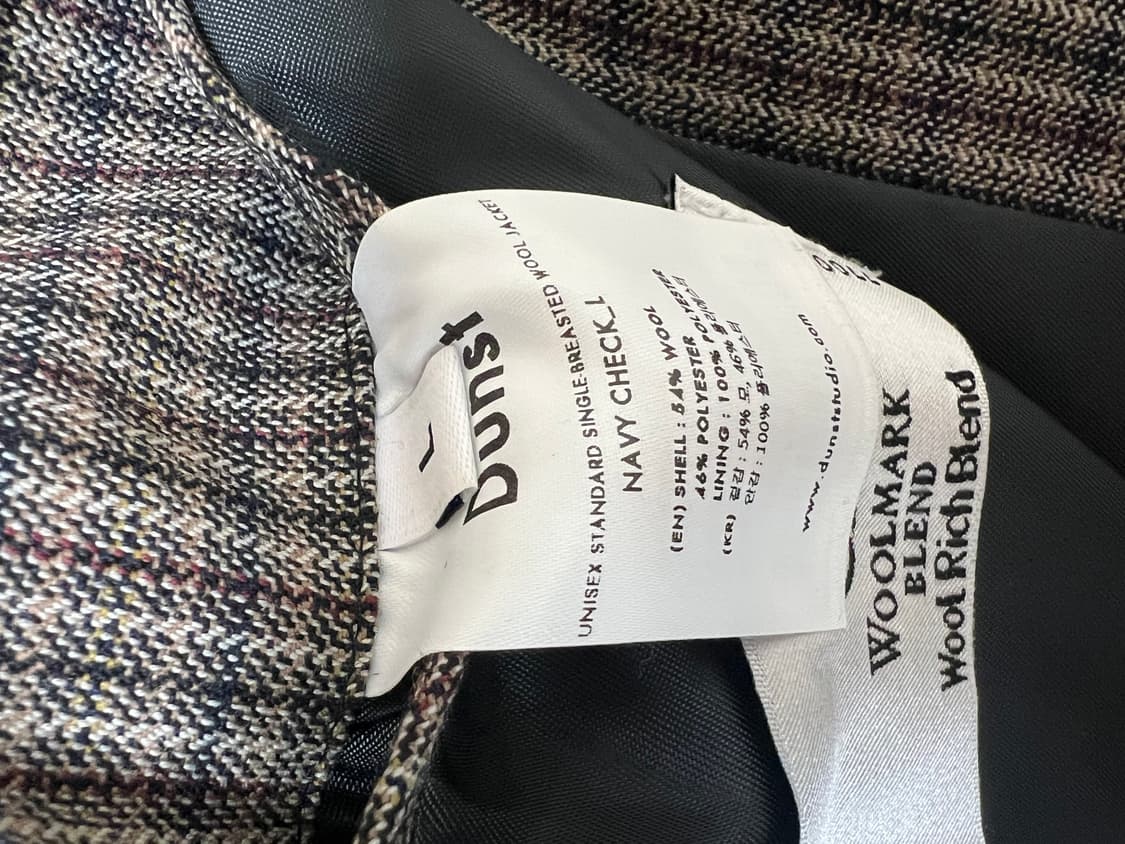 L
Dunst
UNISEX STANDARD SINGLE-BREASTED WOOL JACKET
NAVY CHECK_L
(EN) SHELL : 54% WOOL
46% POLYESTER
LINING : 100% POLYESTER
(KR) 겉감 : 54% 모, 46% 폴리에스터
안감 : 100% 폴리에스터
www.dunststudio.com
WOOLMARK
BLEND
Wool Rich Blend